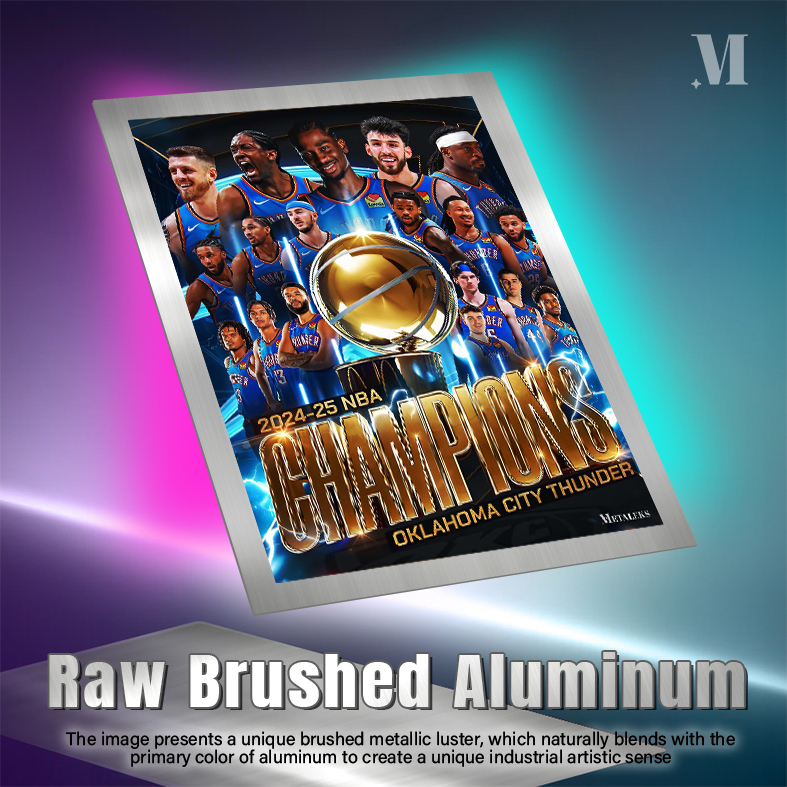 M
2024-25 NBA
CHAMPIONS
OKLAHOMA CITY THUNDER
METALEKS
Raw Brushed Aluminum
The image presents a unique brushed metallic luster, which naturally blends with the
primary color of aluminum to create a unique industrial artistic sense